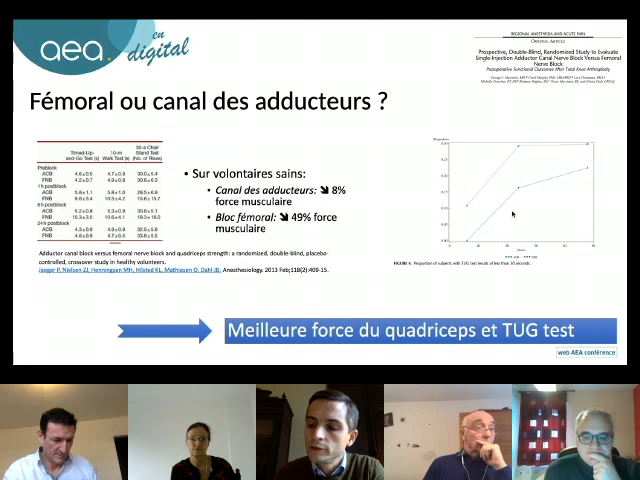 aea.
en
digital
REGIONAL ANESTHESIA AND ACUTE PAIN
ORIGINAL ARTICLE
Prospective, Double-Blind, Randomized Study to Evaluate
Single-Injection Adductor Canal Nerve Block Versus Femoral
Nerve Block
Postoperative Functional Outcomes After Total Knee Arthroplasty
Fémoral ou canal des adducteurs ?
Timed-Up-
and-Go Test (s)
10-m
Walk Test (s)
30-s Chair
Stand Test
(No. of Rises)
Preblock
ACB
FNB
1 h postblock
ACB
FNB
6 h postblock
ACB
FNB
24 h postblock
ACB
FNB
• Sur volontaires sains:
• Canal des adducteurs: ➘ 8%
force musculaire
• Bloc fémoral: ➘ 49% force
musculaire
Adductor canal block versus femoral nerve block and quadriceps strength: a randomized, double-blind, placebo-
controlled, crossover study in healthy volunteers.
Jaeger P, Nielsen ZJ, Henningsen MH, Hilsted KL, Mathiesen O, Dahl JB. Anesthesiology. 2013 Feb;118(2):409-15.
FIGURE 4. Proportion of subjects with TUG test results of less than 30 seconds.
Meilleure force du quadriceps et TUG test
web AEA conférence